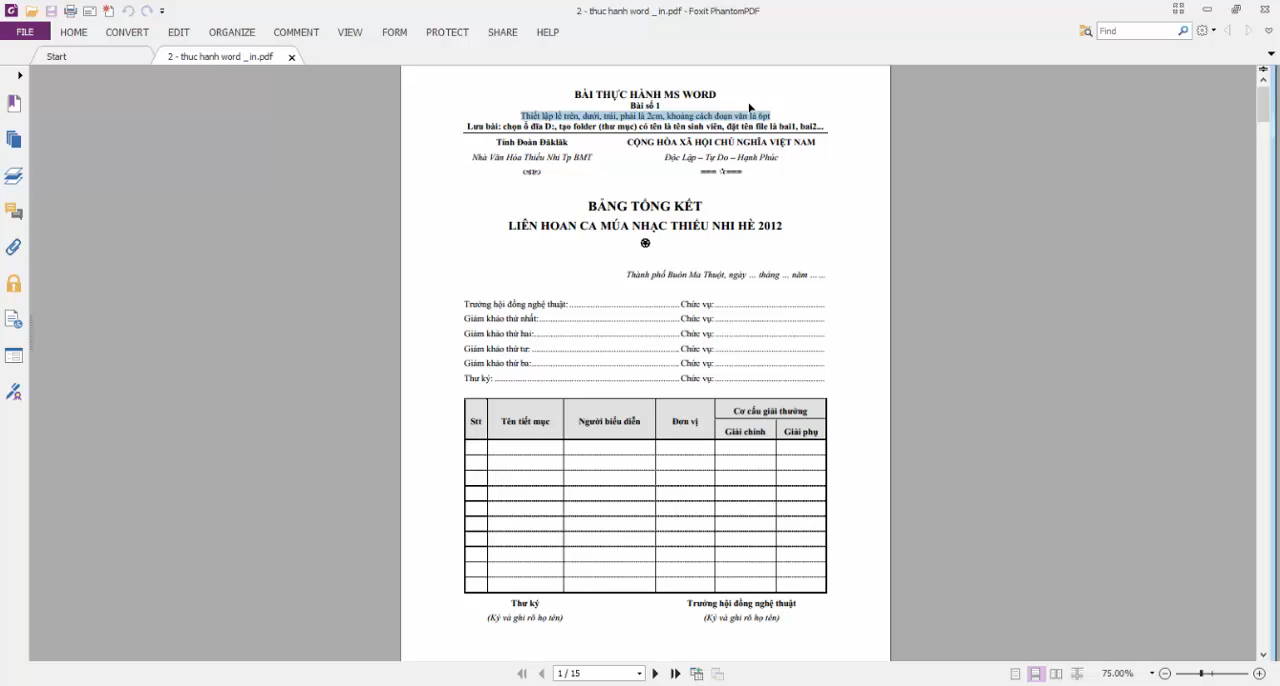 2 - thuc hanh word _ in.pdf - Foxit PhantomPDF
FILE HOME CONVERT EDIT ORGANIZE COMMENT VIEW FORM PROTECT SHARE HELP
Find
Start
2 - thuc hanh word _ in.pdf
BÀI THỰC HÀNH MS WORD
Bài số 1
Thiết lập lề trên, dưới, trái, phải là 2cm, khoảng cách đoạn văn là 6pt
Lưu bài: chọn ổ đĩa D:, tạo folder (thư mục) có tên là tên sinh viên, đặt tên file là bai1, bai2...
Tỉnh Đoàn Đăklăk CỘNG HÒA XÃ HỘI CHỦ NGHĨA VIỆT NAM
Nhà Văn Hóa Thiếu Nhi Tp BMT Độc Lập – Tự Do – Hạnh Phúc
BẢNG TỔNG KẾT
LIÊN HOAN CA MÚA NHẠC THIẾU NHI HÈ 2012
Thành phố Buôn Ma Thuột, ngày ... tháng ... năm ......
Trưởng hội đồng nghệ thuật: Chức vụ:
Giám khảo thứ nhất: Chức vụ:
Giám khảo thứ hai: Chức vụ:
Giám khảo thứ tư: Chức vụ:
Giám khảo thứ ba: Chức vụ:
Thư ký: Chức vụ:
Stt Tên tiết mục Người biểu diễn Đơn vị Cơ cấu giải thưởng
Giải chính Giải phụ
Thư ký Trưởng hội đồng nghệ thuật
(Ký và ghi rõ họ tên) (Ký và ghi rõ họ tên)
1 / 15
75.00%